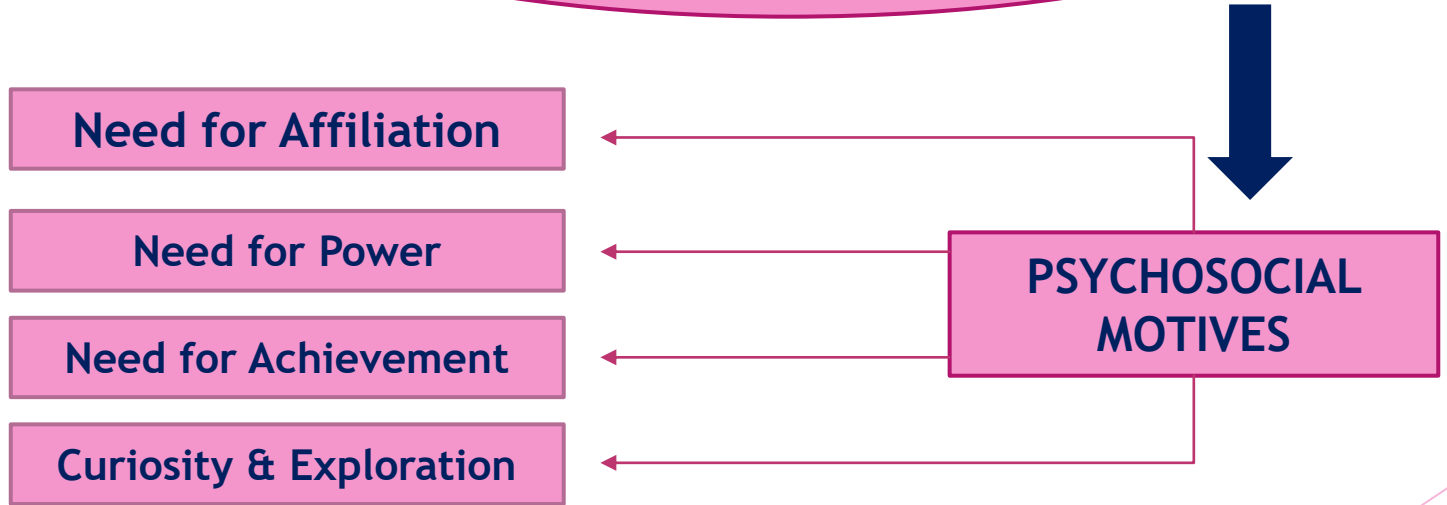 Need for Affiliation
Need for Power
Need for Achievement
Curiosity & Exploration
PSYCHOSOCIAL
MOTIVES